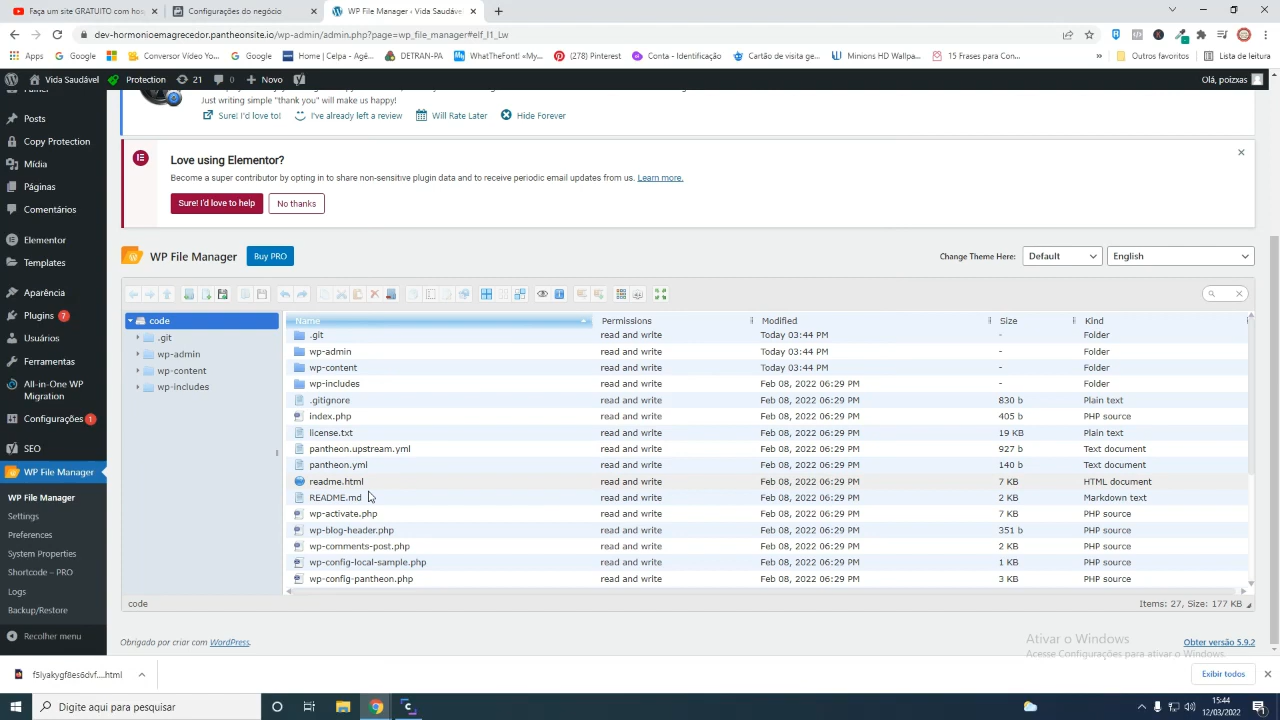 Faça um site GRATUITO com hos
Configurações do negócio
WP File Manager ‹ Vida Saudável
dev-hormonioemagrecedor.pantheonsite.io/wp-admin/admin.php?page=wp_file_manager#elf_l1_Lw
Apps
Google
Conversor Vídeo Yo...
Google
Home | Celpa - Agê...
DETRAN-PA
WhatTheFont! «My...
(290) Pinterest
Conta - Identificação
Cartão de visita ge...
Minions HD Wallpa...
15 Frases para Con...
»
Outros favoritos
Lista de leitura
Vida Saudável
Protection
21
0
Novo
Olá, poizxas
Posts
Copy Protection
Mídia
Páginas
Comentários
Elementor
Templates
Aparência
Plugins 7
Usuários
Ferramentas
All-in-One WP
Migration
Configurações 1
SEO
WP File Manager
WP File Manager
Settings
Preferences
System Properties
Shortcode – PRO
Logs
Backup/Restore
Recolher menu
Just writing simple "thank you" will make us happy!
Sure! I'd love to!
I've already left a review
Will Rate Later
Hide Forever
Love using Elementor?
Become a super contributor by opting in to share non-sensitive plugin data and to receive periodic email updates from us. Learn more.
Sure! I'd love to help
No thanks
WP File Manager
Buy PRO
Change Theme Here:
Default
English
code
.git
wp-admin
wp-content
wp-includes
Name Permissions Modified Size Kind
.git read and write Today 03:44 PM - Folder
wp-admin read and write Today 03:44 PM - Folder
wp-content read and write Today 03:44 PM - Folder
wp-includes read and write Feb 08, 2022 06:29 PM - Folder
.gitignore read and write Feb 08, 2022 06:29 PM 830 b Plain text
index.php read and write Feb 08, 2022 06:29 PM 405 b PHP source
license.txt read and write Feb 08, 2022 06:29 PM 19 KB Plain text
pantheon.upstream.yml read and write Feb 08, 2022 06:29 PM 927 b Text document
pantheon.yml read and write Feb 08, 2022 06:29 PM 140 b Text document
readme.html read and write Feb 08, 2022 06:29 PM 7 KB HTML document
README.md read and write Feb 08, 2022 06:29 PM 2 KB Markdown text
wp-activate.php read and write Feb 08, 2022 06:29 PM 7 KB PHP source
wp-blog-header.php read and write Feb 08, 2022 06:29 PM 351 b PHP source
wp-comments-post.php read and write Feb 08, 2022 06:29 PM 2 KB PHP source
wp-config-local-sample.php read and write Feb 08, 2022 06:29 PM 1 KB PHP source
wp-config-pantheon.php read and write Feb 08, 2022 06:29 PM 3 KB PHP source
code
Items: 27, Size: 177 KB
Obrigado por criar com WordPress.
Obter versão 5.9.2
Ativar o Windows
Acesse Configurações para ativar o Windows.
Exibir todos
Digite aqui para pesquisar
15:44
12/03/2022
1